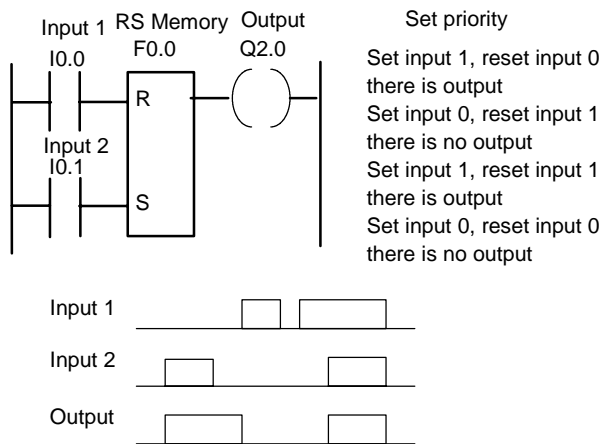 Input 1
RS Memory
Output
I0.0
F0.0
Q2.0
R
Input 2
I0.1
S
Set priority
Set input 1, reset input 0
there is output
Set input 0, reset input 1
there is no output
Set input 1, reset input 1
there is output
Set input 0, reset input 0
there is no output
Input 1
Input 2
Output